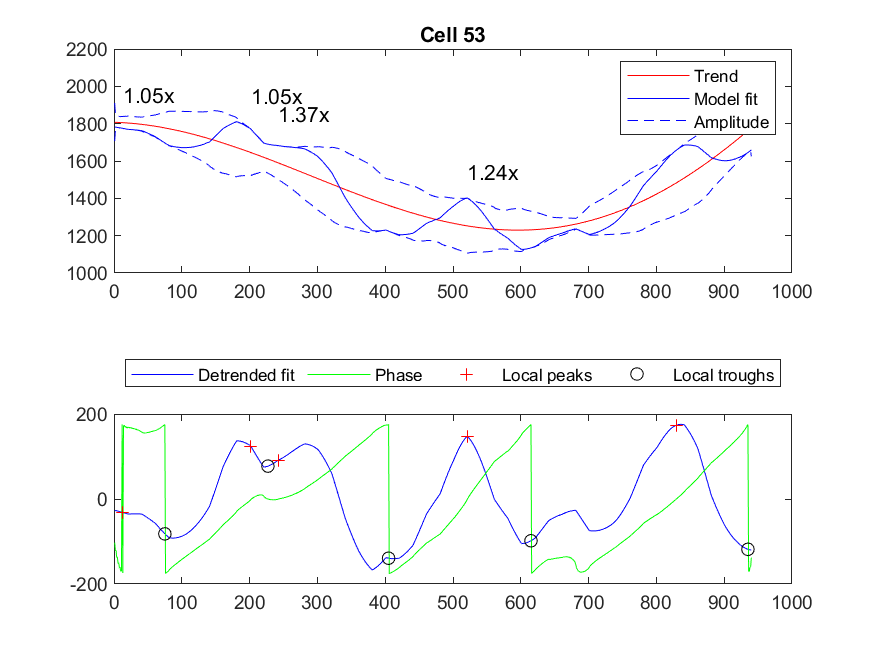 Cell 53
2200
2000
1800
1600
1400
1200
1000
1.05x
1.05x
1.37x
1.24x
Trend
Model fit
Amplitude
0 100 200 300 400 500 600 700 800 900 1000
Detrended fit Phase Local peaks Local troughs
200
0
-200
0 100 200 300 400 500 600 700 800 900 1000